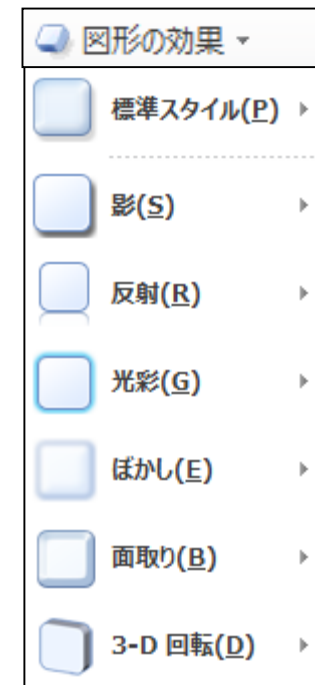 図形の効果
標準スタイル(P)
影(S)
反射(R)
光彩(G)
ぼかし(E)
面取り(B)
3-D 回転(D)